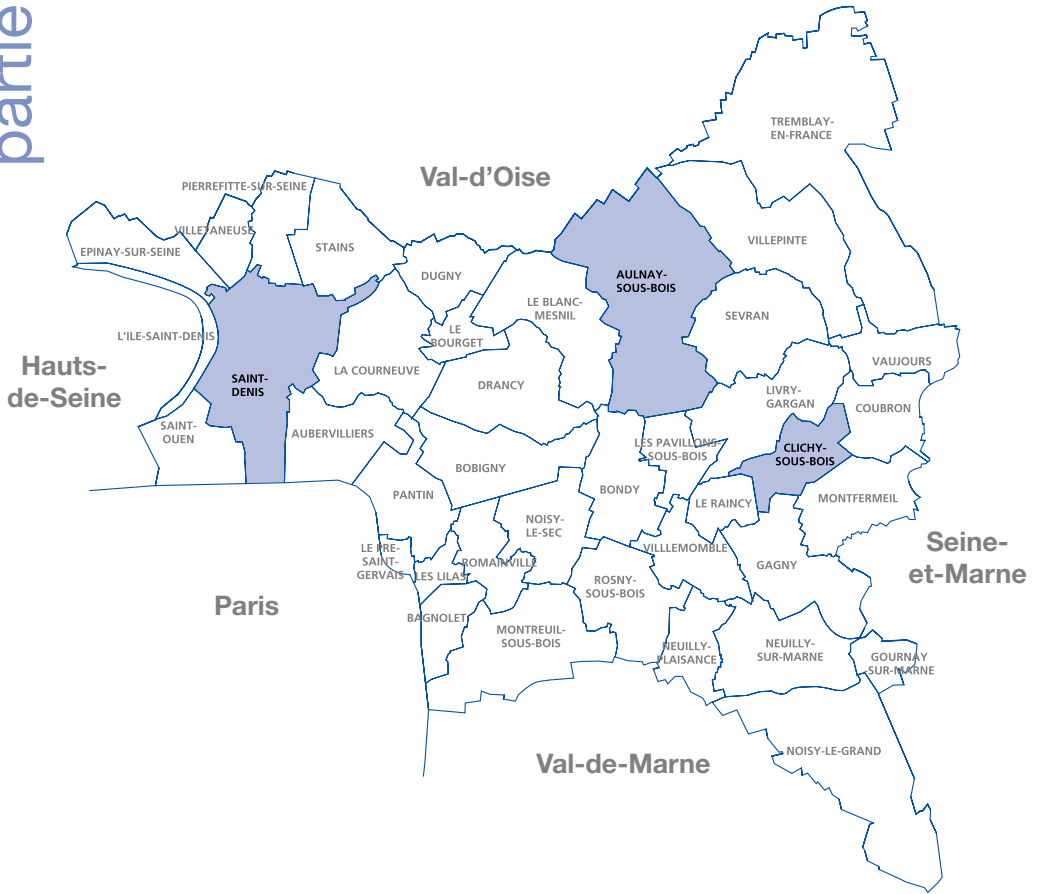 partie
TREMBLAY-
EN-FRANCE
Val-d'Oise
PIERREFITTE-SUR-SEINE
VILLETANEUSE
EPINAY-SUR-SEINE
STAINS
VILLEPINTE
DUGNY
AULNAY-
SOUS-BOIS
LE BLANC-
MESNIL
SEVRAN
L'ILE-SAINT-DENIS
LE
BOURGET
Hauts-
de-Seine
LA COURNEUVE
VAUJOURS
SAINT-
DENIS
DRANCY
LIVRY-
GARGAN
COUBRON
SAINT-
OUEN
AUBERVILLIERS
LES PAVILLONS-
SOUS-BOIS
CLICHY-
SOUS-BOIS
BOBIGNY
PANTIN
BONDY
LE RAINCY
MONTFERMEIL
NOISY-
LE-SEC
LE PRE-
SAINT-
GERVAIS
LES LILAS
ROMAINVILLE
VILLLEMOMBLE
GAGNY
Seine-
et-Marne
ROSNY-
SOUS-BOIS
Paris
BAGNOLET
MONTREUIL-
SOUS-BOIS
NEUILLY-
PLAISANCE
NEUILLY-
SUR-MARNE
GOURNAY
-SUR-MARNE
NOISY-LE-GRAND
Val-de-Marne